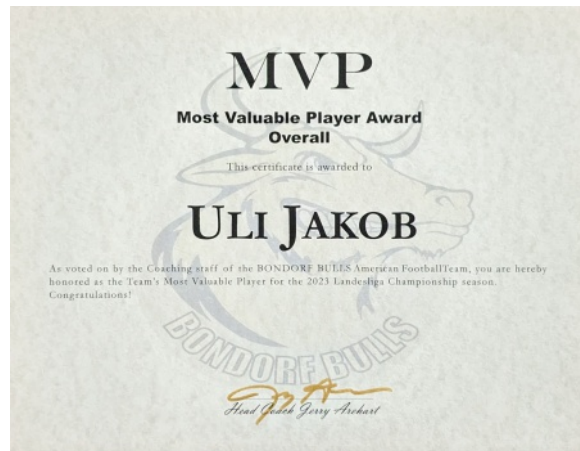 MVP
Most Valuable Player Award
Overall
This certificate is awarded to
ULI JAKOB
As voted on by the Coaching staff of the BONDORF BULLS American FootballTeam, you are hereby
honored as the Team's Most Valuable Player for the 2023 Landesliga Championship season.
Congratulations!
BONDORF BULLS
Head Coach Jerry Arehart